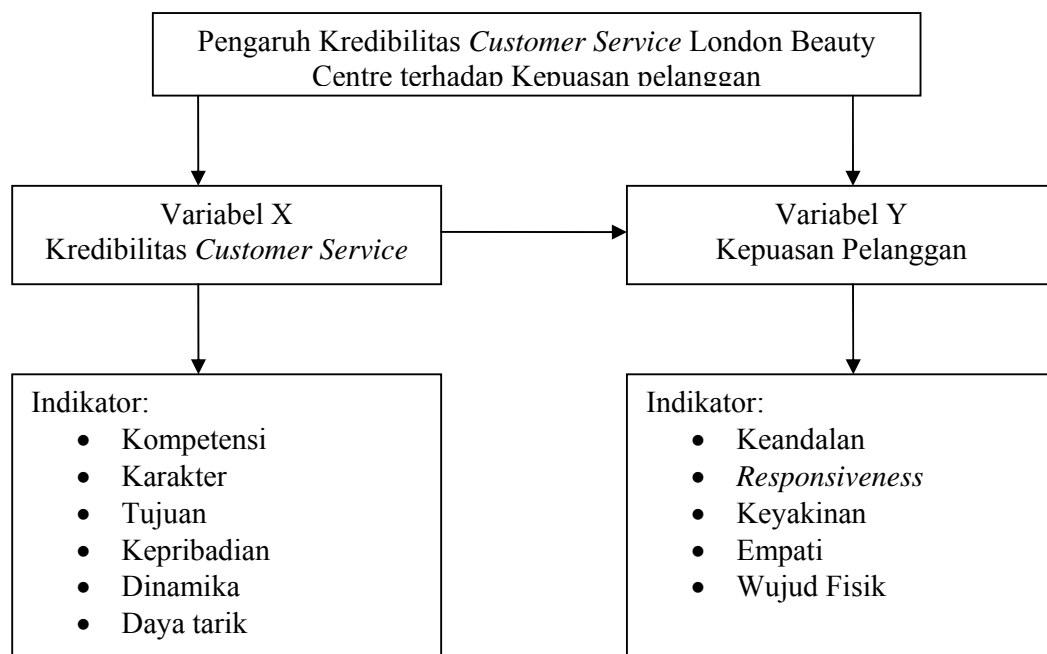 Pengaruh Kredibilitas Customer Service London Beauty
Centre terhadap Kepuasan pelanggan
Variabel X
Kredibilitas Customer Service
Variabel Y
Kepuasan Pelanggan
Indikator:
• Kompetensi
• Karakter
• Tujuan
• Kepribadian
• Dinamika
• Daya tarik
Indikator:
• Keandalan
• Responsiveness
• Keyakinan
• Empati
• Wujud Fisik